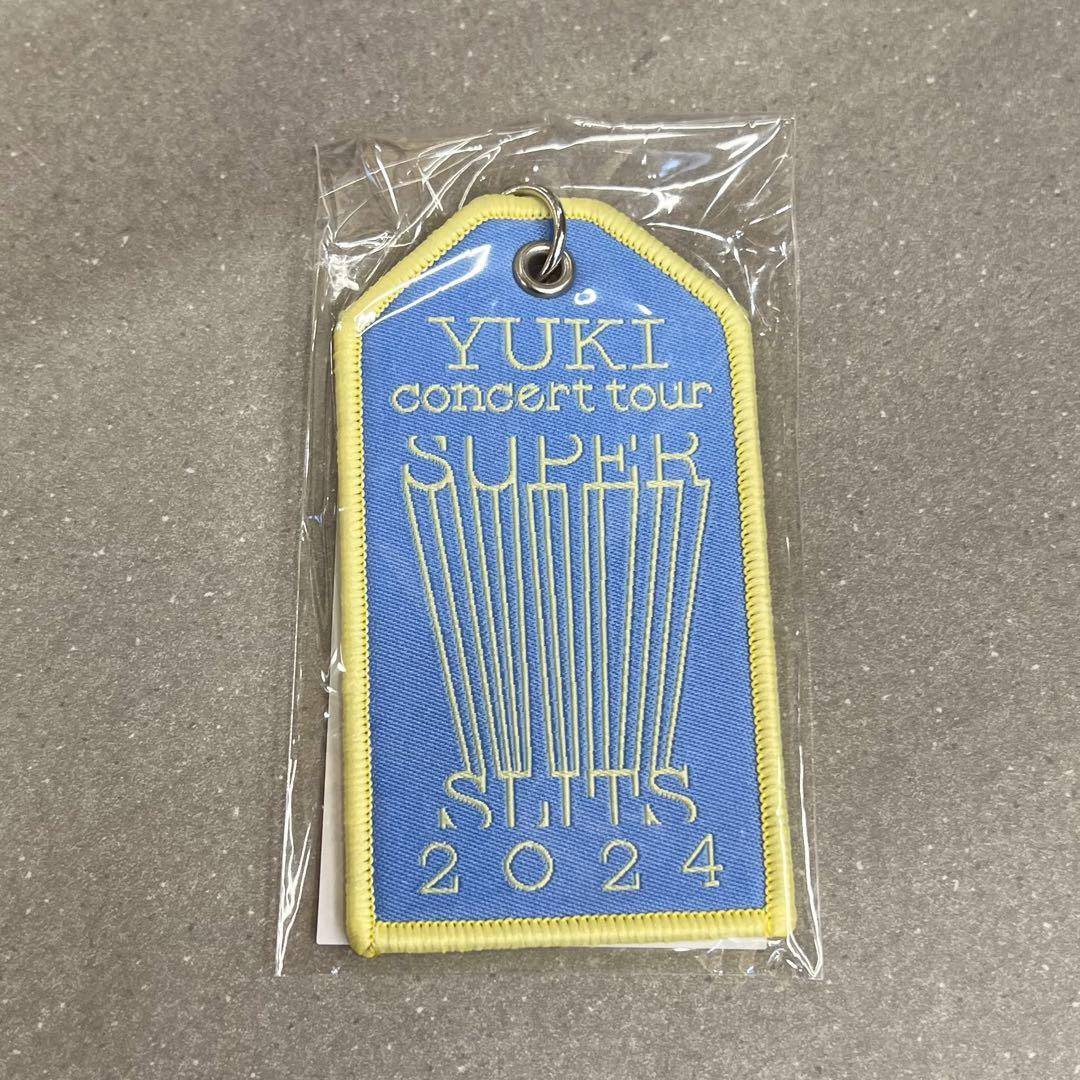 YUKI
concert tour
SUPER
SLITS
2024